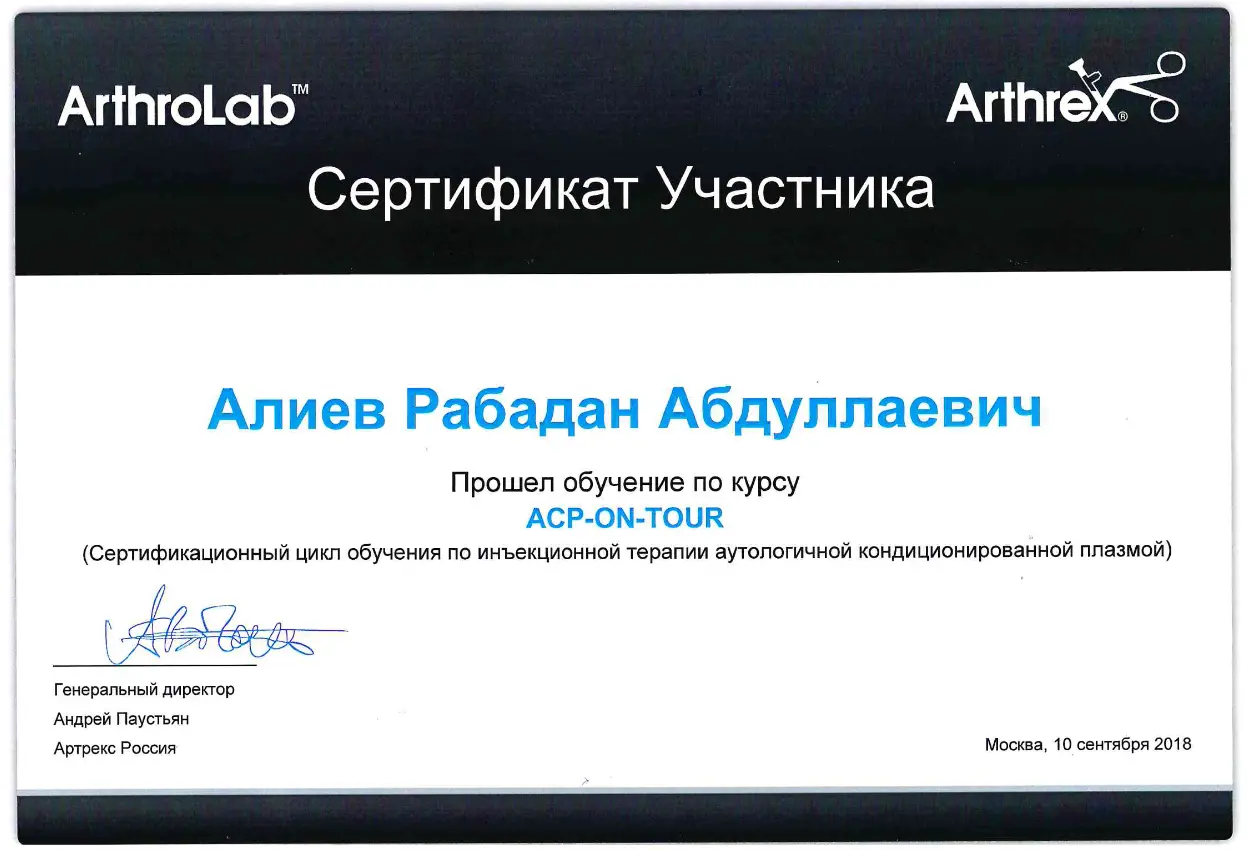 ArthroLab™
Arthrex®
Сертификат Участника
Алиев Рабадан Абдуллаевич
Прошел обучение по курсу
ACP-ON-TOUR
(Сертификационный цикл обучения по инъекционной терапии аутологичной кондиционированной плазмой)
Генеральный директор
Андрей Паустьян
Артрекс Россия
Москва, 10 сентября 2018